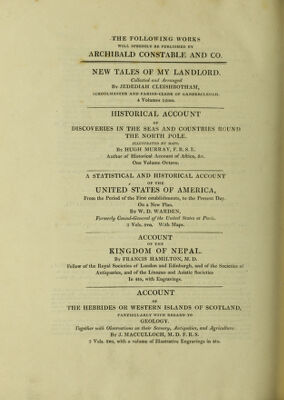 THE FOLLOWING WORKS
WILL SPEEDILY BE PUBLISHED BY
ARCHIBALD CONSTABLE AND CO.
NEW TALES OF MY LANDLORD.
Collected and Arranged
By JEDEDIAH CLEISHBOTHAM,
SCHOOLMASTER AND PARISH-CLERK OF GANDERCLEUGH.
4 Volumes 12mo.
HISTORICAL ACCOUNT
OF
DISCOVERIES IN THE SEAS AND COUNTRIES ROUND
THE NORTH POLE.
ILLUSTRATED BY MAPS.
By HUGH MURRAY, F. R. S. E.
Author of Historical Account of Africa, &c.
One Volume Octavo.
A STATISTICAL AND HISTORICAL ACCOUNT
OF THE
UNITED STATES OF AMERICA,
From the Period of the First establishments, to the Present Day.
On a New Plan.
By W. D. WARDEN,
Formerly Consul-General of the United States at Paris.
3 Vols. 8vo. With Maps.
ACCOUNT
OF THE
KINGDOM OF NEPAL.
By FRANCIS HAMILTON, M. D.
Fellow of the Royal Societies of London and Edinburgh, and of the Societies of
Antiquaries, and of the Linnæan and Asiatic Societies
In 4to, with Engravings.
ACCOUNT
OF
THE HEBRIDES OR WESTERN ISLANDS OF SCOTLAND,
PARTICULARLY WITH REGARD TO
GEOLOGY.
Together with Observations on their Scenery, Antiquities, and Agriculture
By J. MACCULLOCH, M. D. F. R. S.
2 Vols. 8vo, with a volume of Illustrative Engravings in 4to.